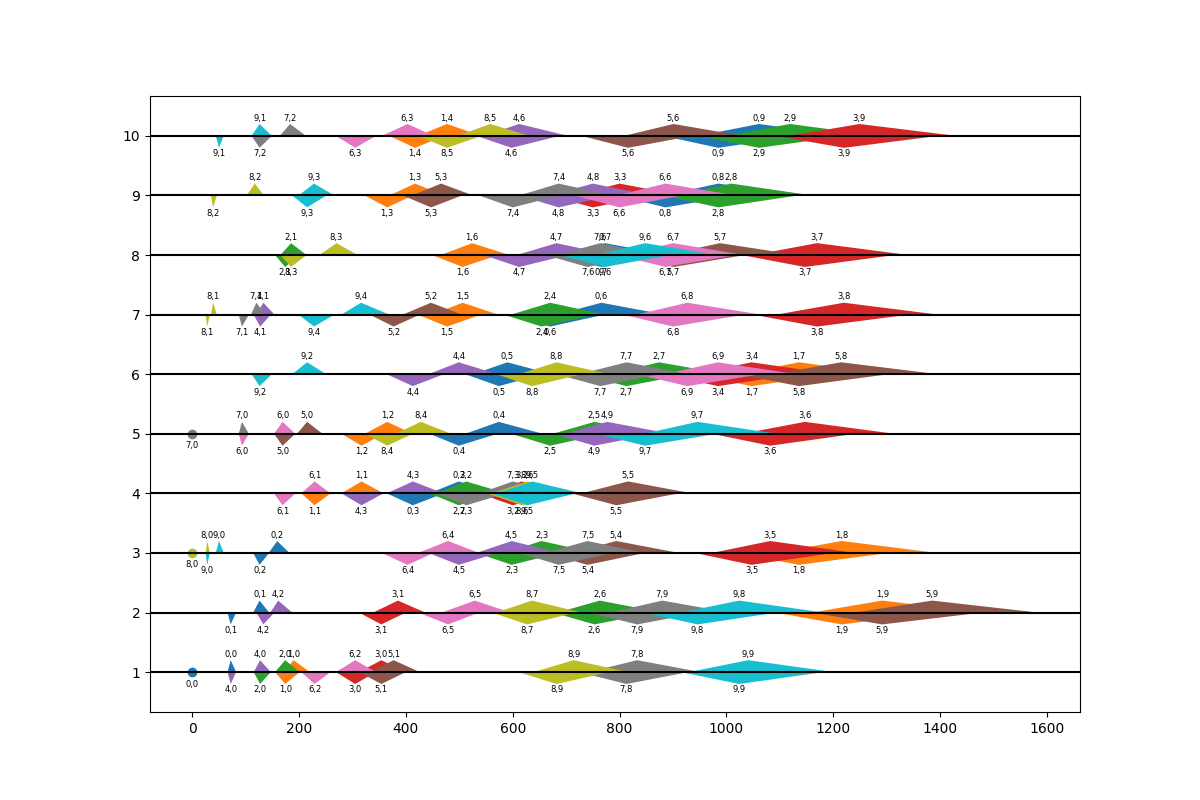 9,1 7,2 6,3 1,4 8,5 4,6 5,6 0,9 2,9 3,9
10
9,1 7,2 6,3 1,4 8,5 4,6 5,6 0,9 2,9 3,9
8,2 9,3 1,3 5,3 7,4 4,8 3,3 6,6 0,8 2,8
9
8,2 9,3 1,3 5,3 7,4 4,8 3,3 6,6 0,8 2,8
2,1 8,3 1,6 4,7 9,6 6,7 5,7 3,7
8
1,6 4,7 7,6 3,7
8,1 4,1 9,4 5,2 1,5 2,4 0,6 6,8 3,8
7
8,1 7,1 4,1 9,4 5,2 1,5 2,4 0,6 6,8 3,8
9,2 4,4 0,5 8,8 7,7 2,7 6,9 3,4 1,7 5,8
6
9,2 4,4 0,5 8,8 7,7 2,7 6,9 3,4 1,7 5,8
7,0 6,0 5,0 1,2 8,4 0,4 2,5 4,9 9,7 3,6
5
7,0 6,0 5,0 1,2 8,4 0,4 2,5 4,9 9,7 3,6
6,1 1,1 4,3 0,3 5,5
4
6,1 1,1 4,3 0,3 5,5
8,0 9,0 0,2 6,4 4,5 2,3 7,5 5,4 3,5 1,8
3
8,0 9,0 0,2 6,4 4,5 2,3 7,5 5,4 3,5 1,8
0,1 4,2 3,1 6,5 8,7 2,6 7,9 9,8 1,9 5,9
2
0,1 4,2 3,1 6,5 8,7 2,6 7,9 9,8 1,9 5,9
0,0 4,0 2,0 1,0 6,2 3,0 5,1 8,9 7,8 9,9
1
0,0 4,0 2,0 1,0 6,2 3,0 5,1 8,9 7,8 9,9
0 200 400 600 800 1000 1200 1400 1600